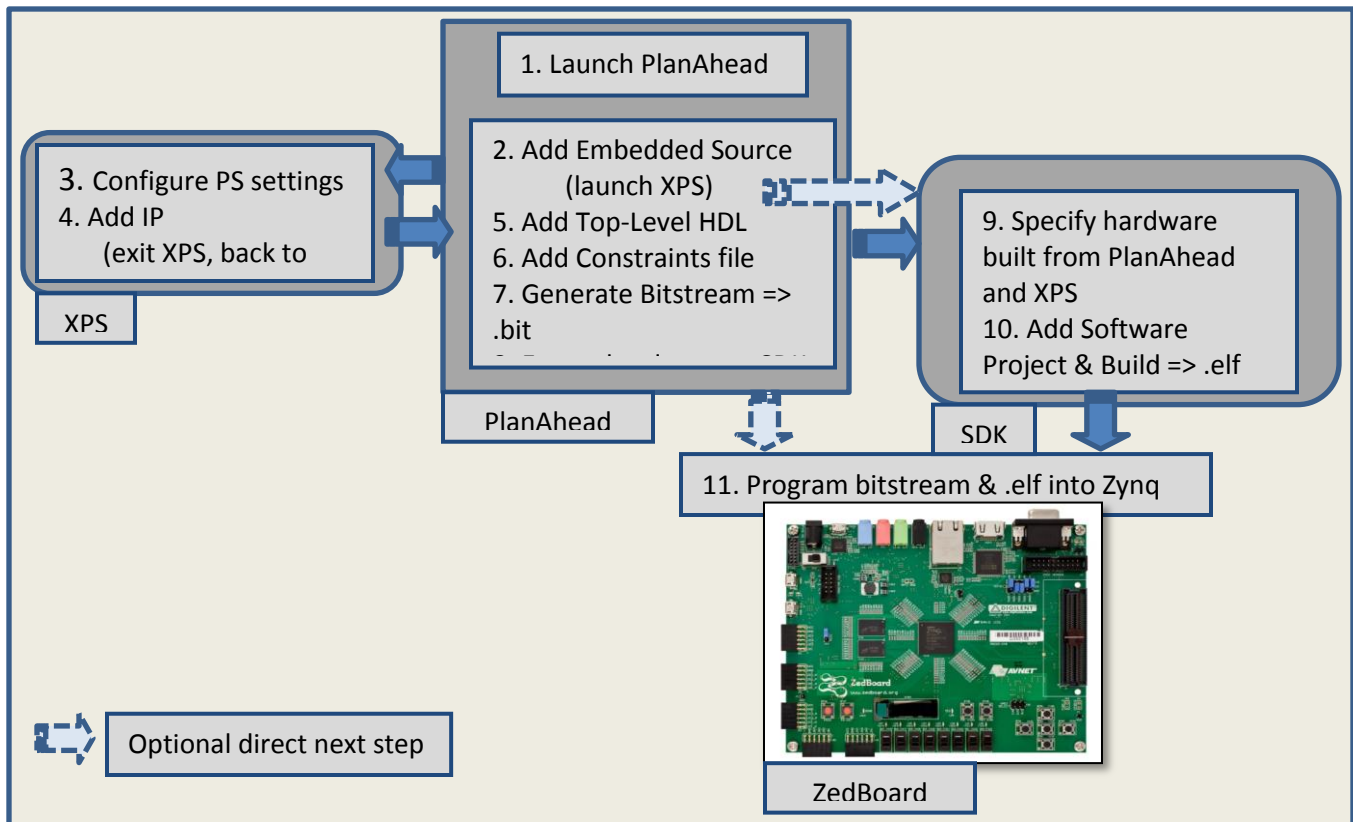 1. Launch PlanAhead
2. Add Embedded Source
(launch XPS)
5. Add Top-Level HDL
6. Add Constraints file
7. Generate Bitstream =>
.bit
PlanAhead
3. Configure PS settings
4. Add IP
(exit XPS, back to
XPS
9. Specify hardware
built from PlanAhead
and XPS
10. Add Software
Project & Build => .elf
SDK
11. Program bitstream & .elf into Zynq
DIGILENT
AVNET
ZedBoard
www.zedboard.org
ZedBoard
Optional direct next step